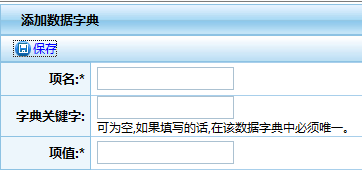 添加数据字典
保存
项名:*
字典关键字:
可为空,如果填写的话,在该数据字典中必须唯一。
项值:*